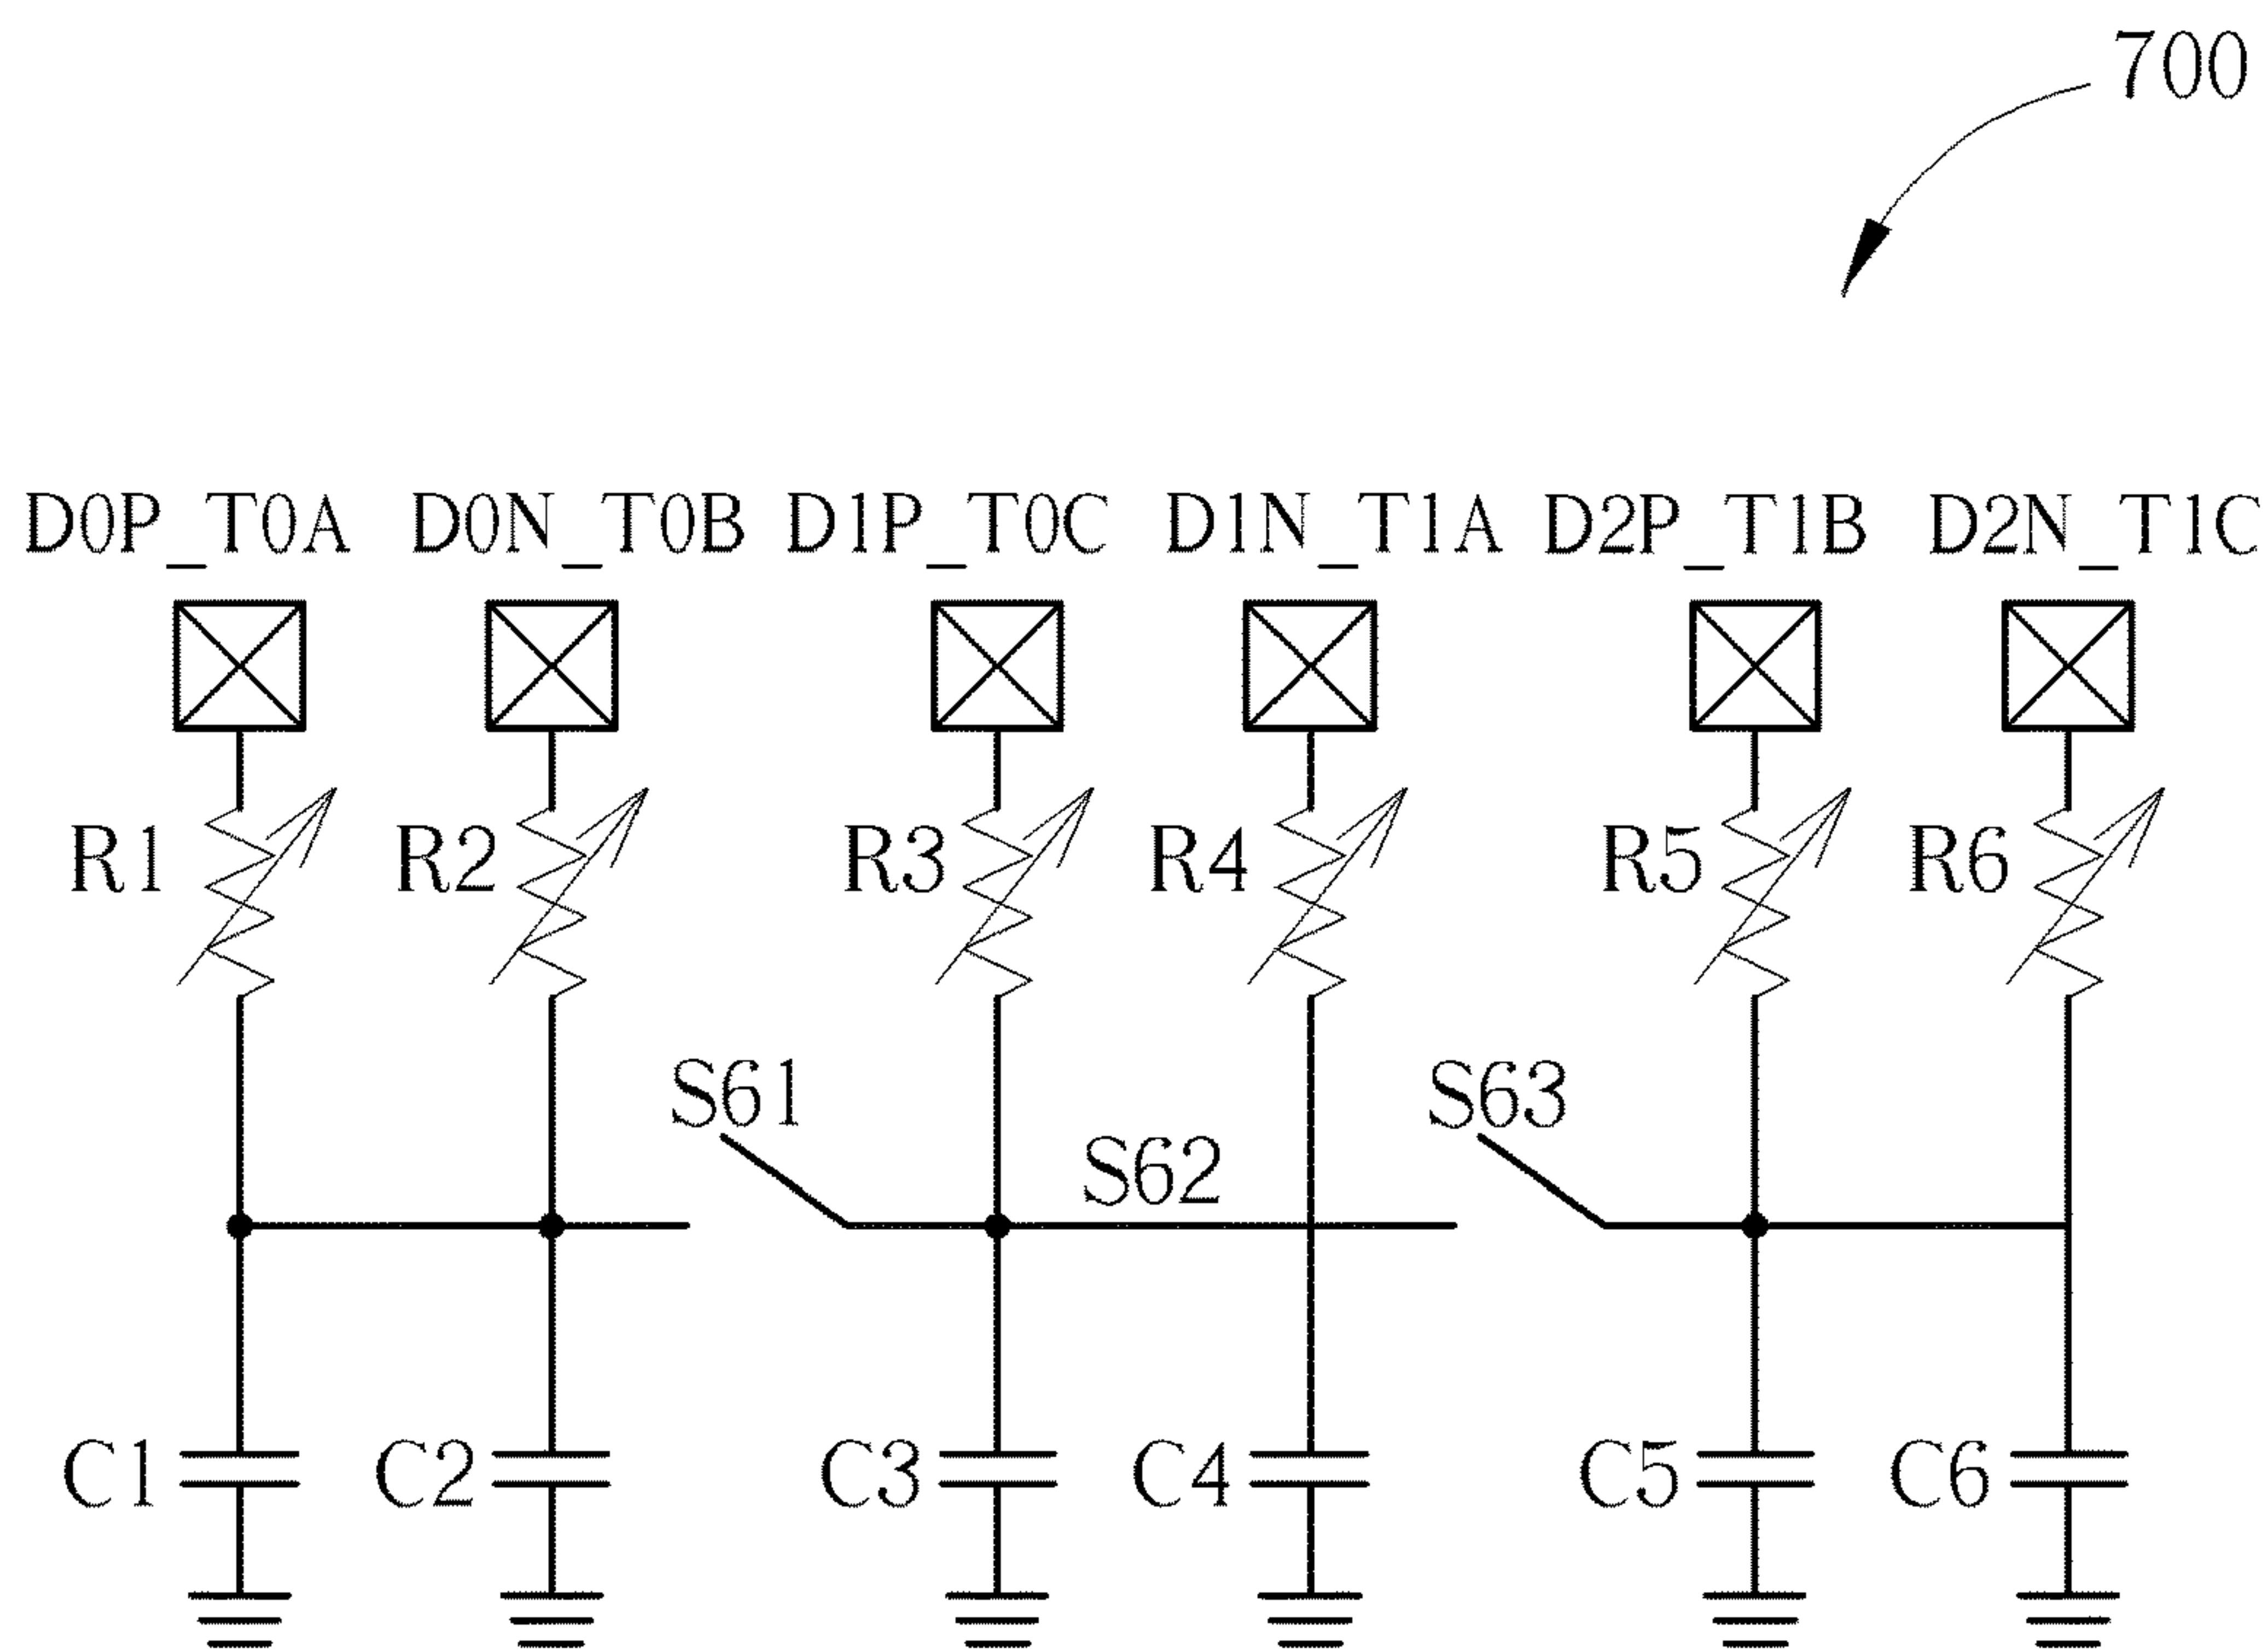 700
D0P_T0A D0N_T0B D1P_T0C D1N_T1A D2P_T1B D2N_T1C
R1 R2 R3 R4 R5 R6
S61 S63
S62
C1 C2 C3 C4 C5 C6